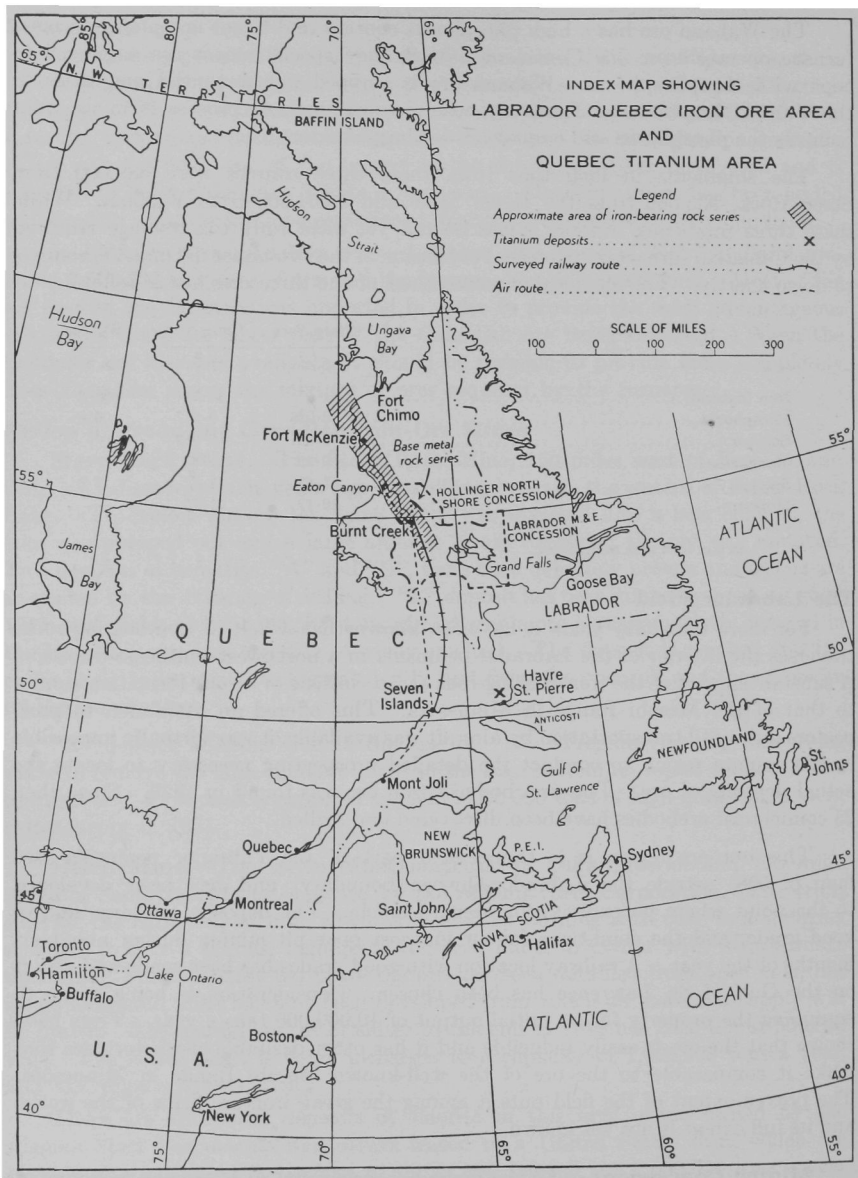 85°
80°
75°
70°
65°
65°
N.W. TERRITORIES
BAFFIN ISLAND
INDEX MAP SHOWING
LABRADOR QUEBEC IRON ORE AREA
AND
QUEBEC TITANIUM AREA
Legend
Approximate area of iron-bearing rock series
Titanium deposits
Surveyed railway route
Air route
SCALE OF MILES
100 0 100 200 300
Hudson
Strait
60°
Hudson
Bay
Ungava
Bay
?
Fort
Chimo
Fort McKenzie
Base metal
rock series
Eaton Canyon
HOLLINGER NORTH
SHORE CONCESSION
Burnt Creek
LABRADOR M & E
CONCESSION
Grand Falls
Goose Bay
LABRADOR
55°
55°
ATLANTIC
OCEAN
James
Bay
QUEBEC
50°
50°
Seven
Islands
Havre
St. Pierre
ANTICOSTI
NEWFOUNDLAND
St.
Johns
Gulf of
St. Lawrence
Mont Joli
Quebec
NEW
BRUNSWICK
P.E.I.
Sydney
45°
45°
Ottawa
Montreal
Saint John
NOVA SCOTIA
Halifax
Toronto
Hamilton
Lake Ontario
Buffalo
Boston
ATLANTIC OCEAN
U.S.A.
40°
40°
New York
75°
70°
65°
60°
55°